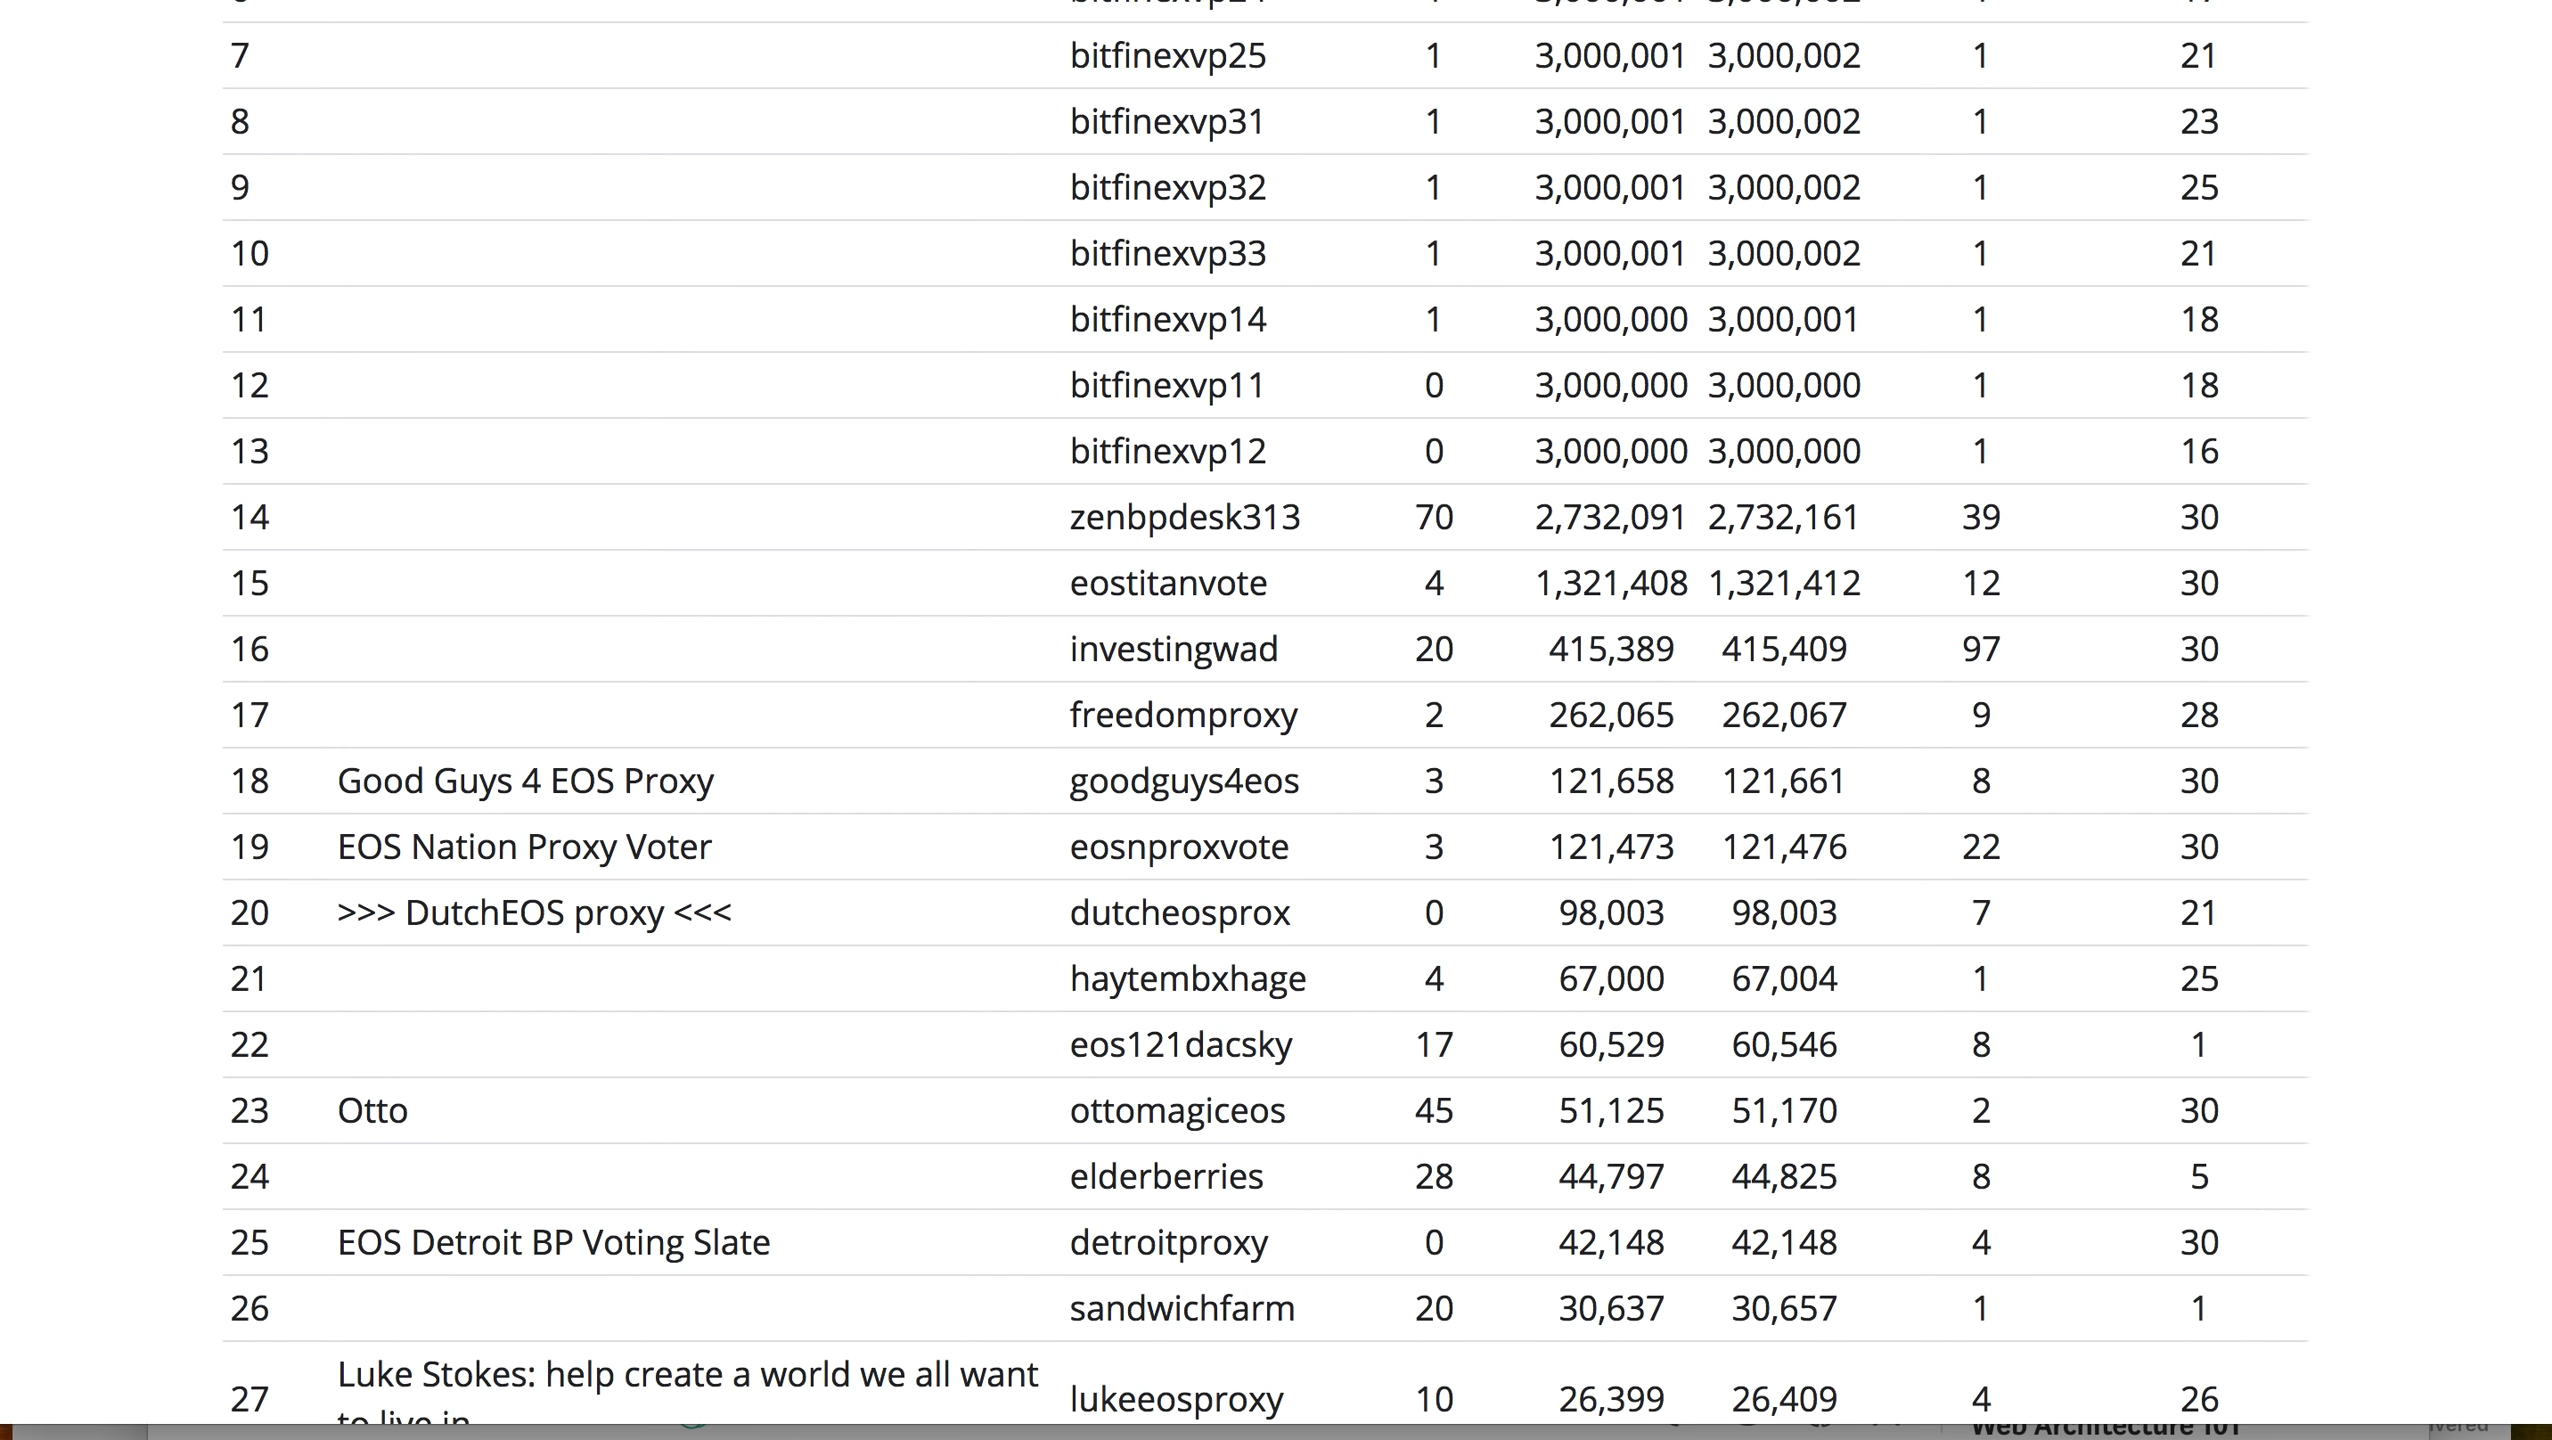 7 bitfinexvp25 1 3,000,001 3,000,002 1 21
8 bitfinexvp31 1 3,000,001 3,000,002 1 23
9 bitfinexvp32 1 3,000,001 3,000,002 1 25
10 bitfinexvp33 1 3,000,001 3,000,002 1 21
11 bitfinexvp14 1 3,000,000 3,000,001 1 18
12 bitfinexvp11 0 3,000,000 3,000,000 1 18
13 bitfinexvp12 0 3,000,000 3,000,000 1 16
14 zenbpdesk313 70 2,732,091 2,732,161 39 30
15 eostitanvote 4 1,321,408 1,321,412 12 30
16 investingwad 20 415,389 415,409 97 30
17 freedomproxy 2 262,065 262,067 9 28
18 Good Guys 4 EOS Proxy goodguys4eos 3 121,658 121,661 8 30
19 EOS Nation Proxy Voter eosnproxvote 3 121,473 121,476 22 30
20 >>> DutchEOS proxy <<< dutcheosprox 0 98,003 98,003 7 21
21 haytembxhage 4 67,000 67,004 1 25
22 eos121dacsky 17 60,529 60,546 8 1
23 Otto ottomagiceos 45 51,125 51,170 2 30
24 elderberries 28 44,797 44,825 8 5
25 EOS Detroit BP Voting Slate detroitproxy 0 42,148 42,148 4 30
26 sandwichfarm 20 30,637 30,657 1 1
27 Luke Stokes: help create a world we all want lukeeosproxy 10 26,399 26,409 4 26
to live in
Web Architecture 101